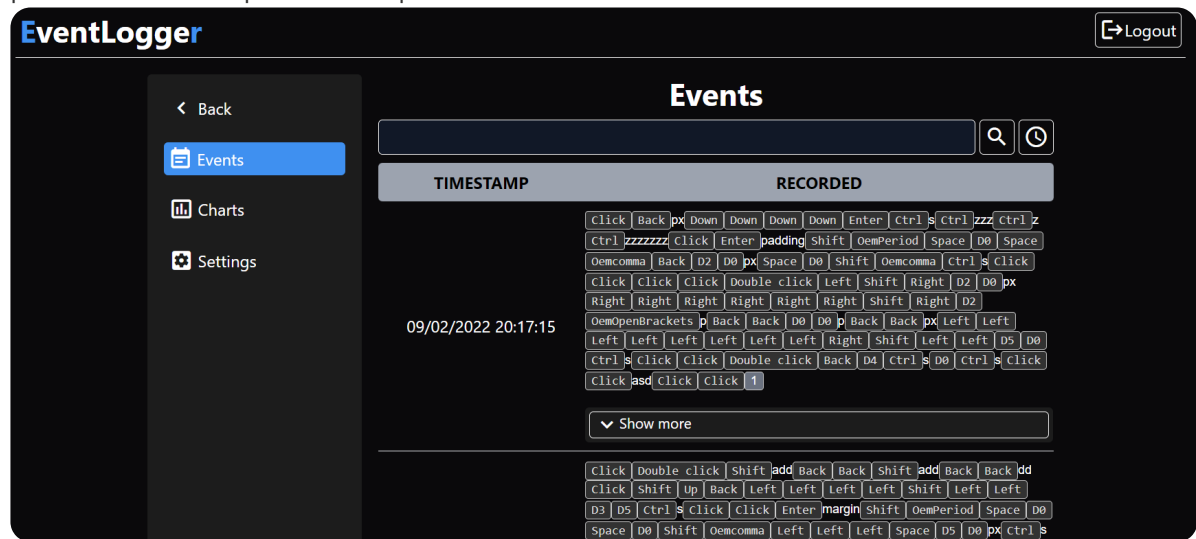 EventLogger
Logout
Back
Events
Charts
Settings
Events
TIMESTAMP RECORDED
09/02/2022 20:17:15
Click Back px Down Down Down Down Enter Ctrl s Ctrl zzz Ctrl z
Ctrl zzzzzzz Click Enter padding Shift OemPeriod Space D0 Space
Oemcomma Back D2 D0 px Space D0 Shift Oemcomma Ctrl s Click
Click Click Click Double click Left Shift Right D2 D0 px
Right Right Right Right Right Right Shift Right D2
OemOpenBrackets p Back Back D0 D0 p Back Back px Left Left
Left Left Left Left Left Left Right Shift Left Left D5 D0
Ctrl s Click Click Double click Back D4 Ctrl s D0 Ctrl s Click
Click asd Click Click 1
Show more
Click Double click Shift add Back Back Shift add Back Back dd
Click Shift Up Back Left Left Left Left Shift Left Left
D3 D5 Ctrl s Click Click Enter margin Shift OemPeriod Space D0
Space D0 Shift Oemcomma Left Left Left Space D5 D0 px Ctrl s